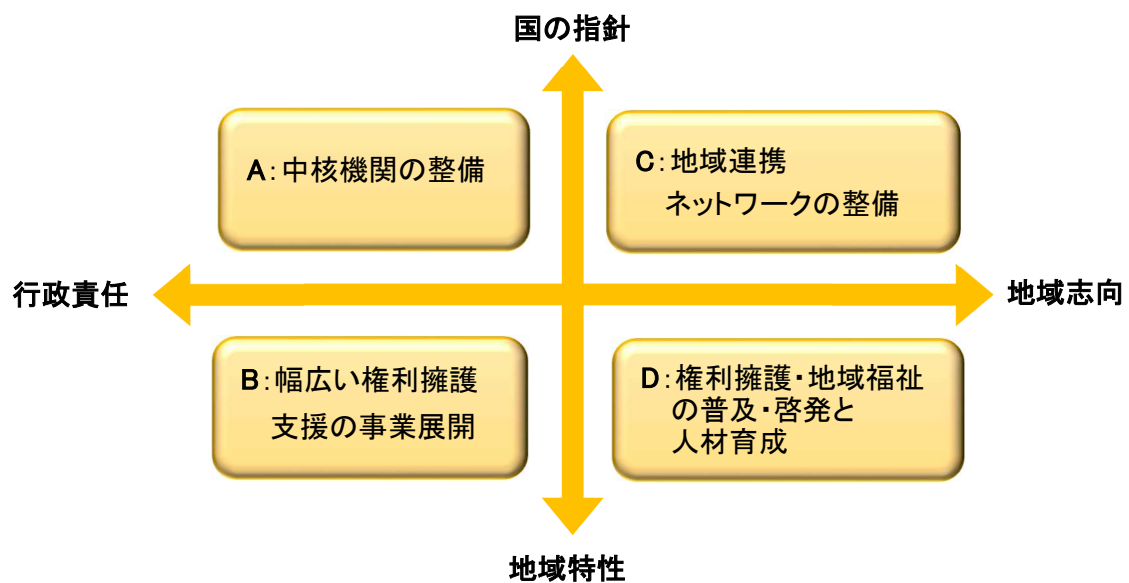 国の指針
A：中核機関の整備
C：地域連携
ネットワークの整備
行政責任
地域志向
B：幅広い権利擁護
支援の事業展開
D：権利擁護・地域福祉
の普及・啓発と
人材育成
地域特性